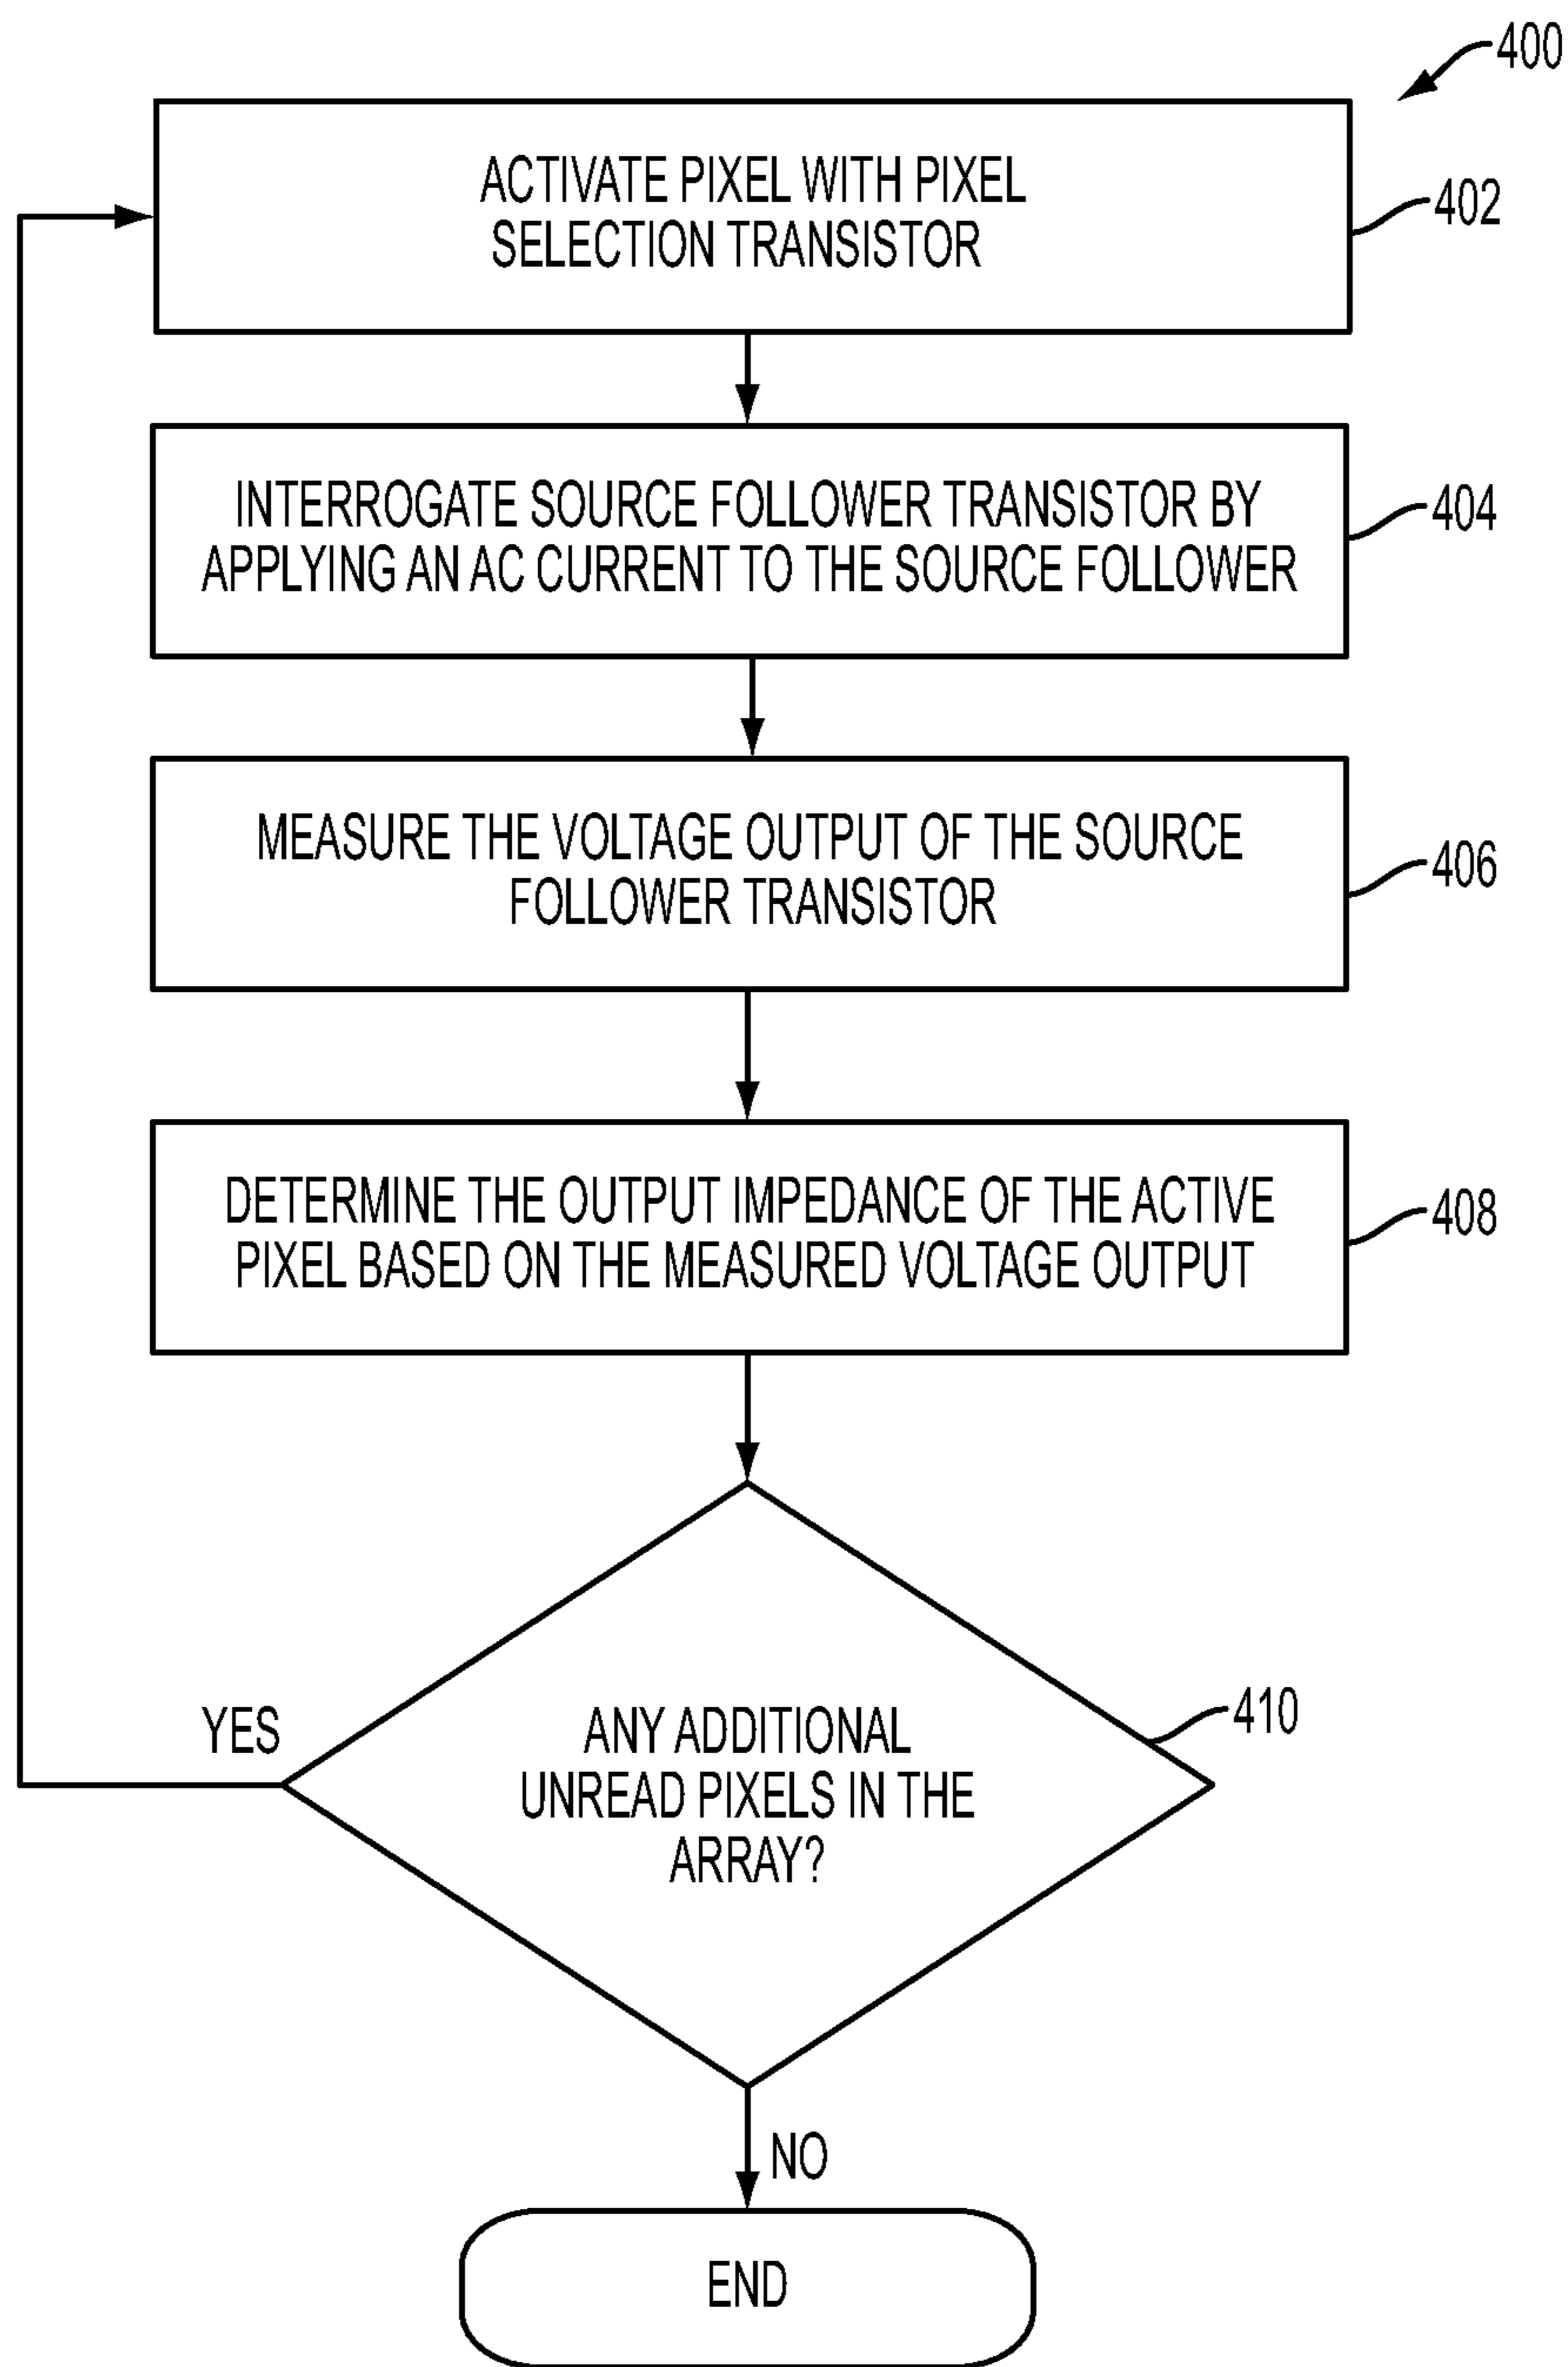 400
ACTIVATE PIXEL WITH PIXEL
SELECTION TRANSISTOR
402
INTERROGATE SOURCE FOLLOWER TRANSISTOR BY
APPLYING AN AC CURRENT TO THE SOURCE FOLLOWER
404
MEASURE THE VOLTAGE OUTPUT OF THE SOURCE
FOLLOWER TRANSISTOR
406
DETERMINE THE OUTPUT IMPEDANCE OF THE ACTIVE
PIXEL BASED ON THE MEASURED VOLTAGE OUTPUT
408
YES
ANY ADDITIONAL
UNREAD PIXELS IN THE
ARRAY?
410
NO
END